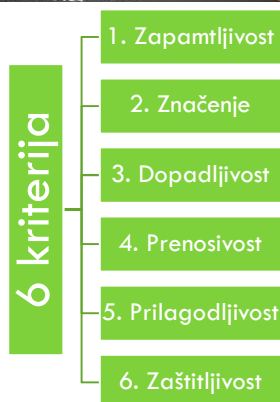 6 kriterija
1. Zapamtljivost
2. Značenje
3. Dopadljivost
4. Prenosivost
5. Prilagodljivost
6. Zaštitljivost